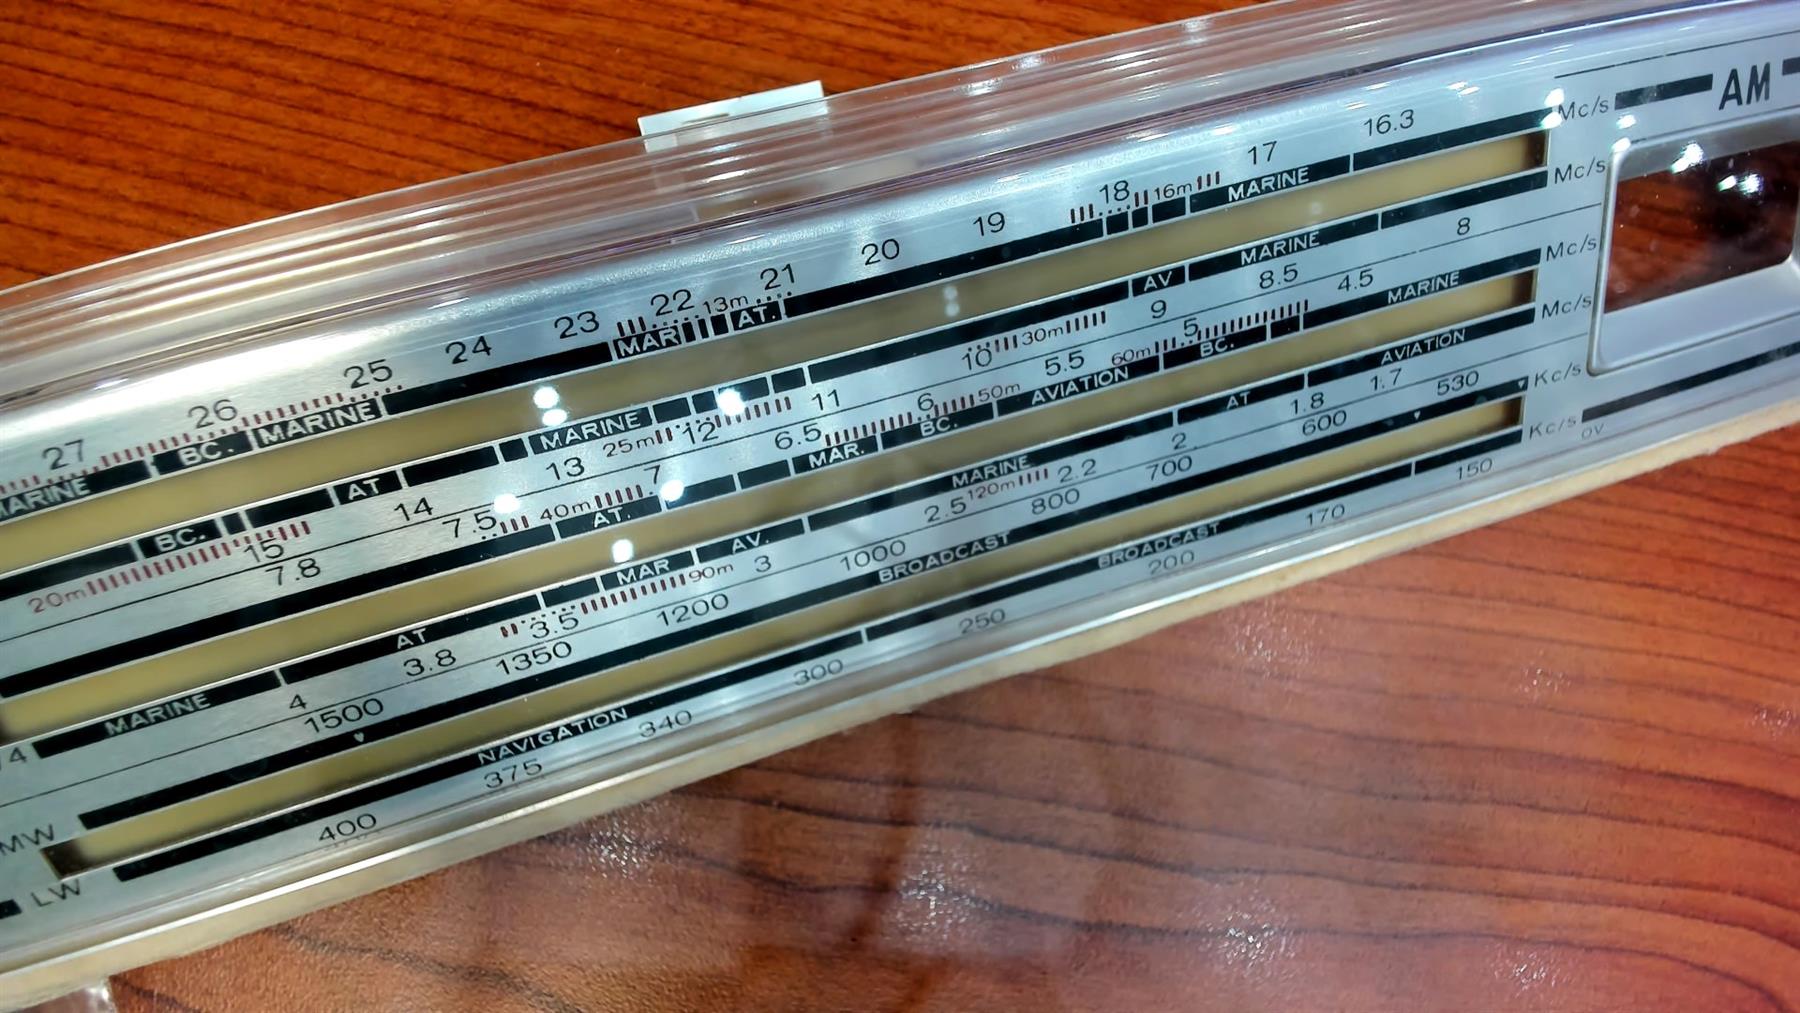 27 26 25 24 23 22 13m 21 20 19 18 16m 17 16.3 Mc/s AM
MARINE BC. MARINE MAR AT. MARINE
BC. AT MARINE AV MARINE Mc/s
20m 15 14 13 25m 12 11 10 30m 9 8.5 8
7.8 7.5 40m 7 6.5 6 50m 5.5 60m 5 4.5 Mc/s
AT. MAR. BC. AVIATION BC. MARINE
MARINE AT MAR AV. MARINE AT AVIATION Mc/s
4 3.8 3.5 90m 3 2.5 120m 2.2 2 1.8 1.7
1500 1350 1200 1000 800 700 600 530 Kc/s
MW BROADCAST
NAVIGATION BROADCAST Kc/s
LW 400 375 340 300 250 200 170 150